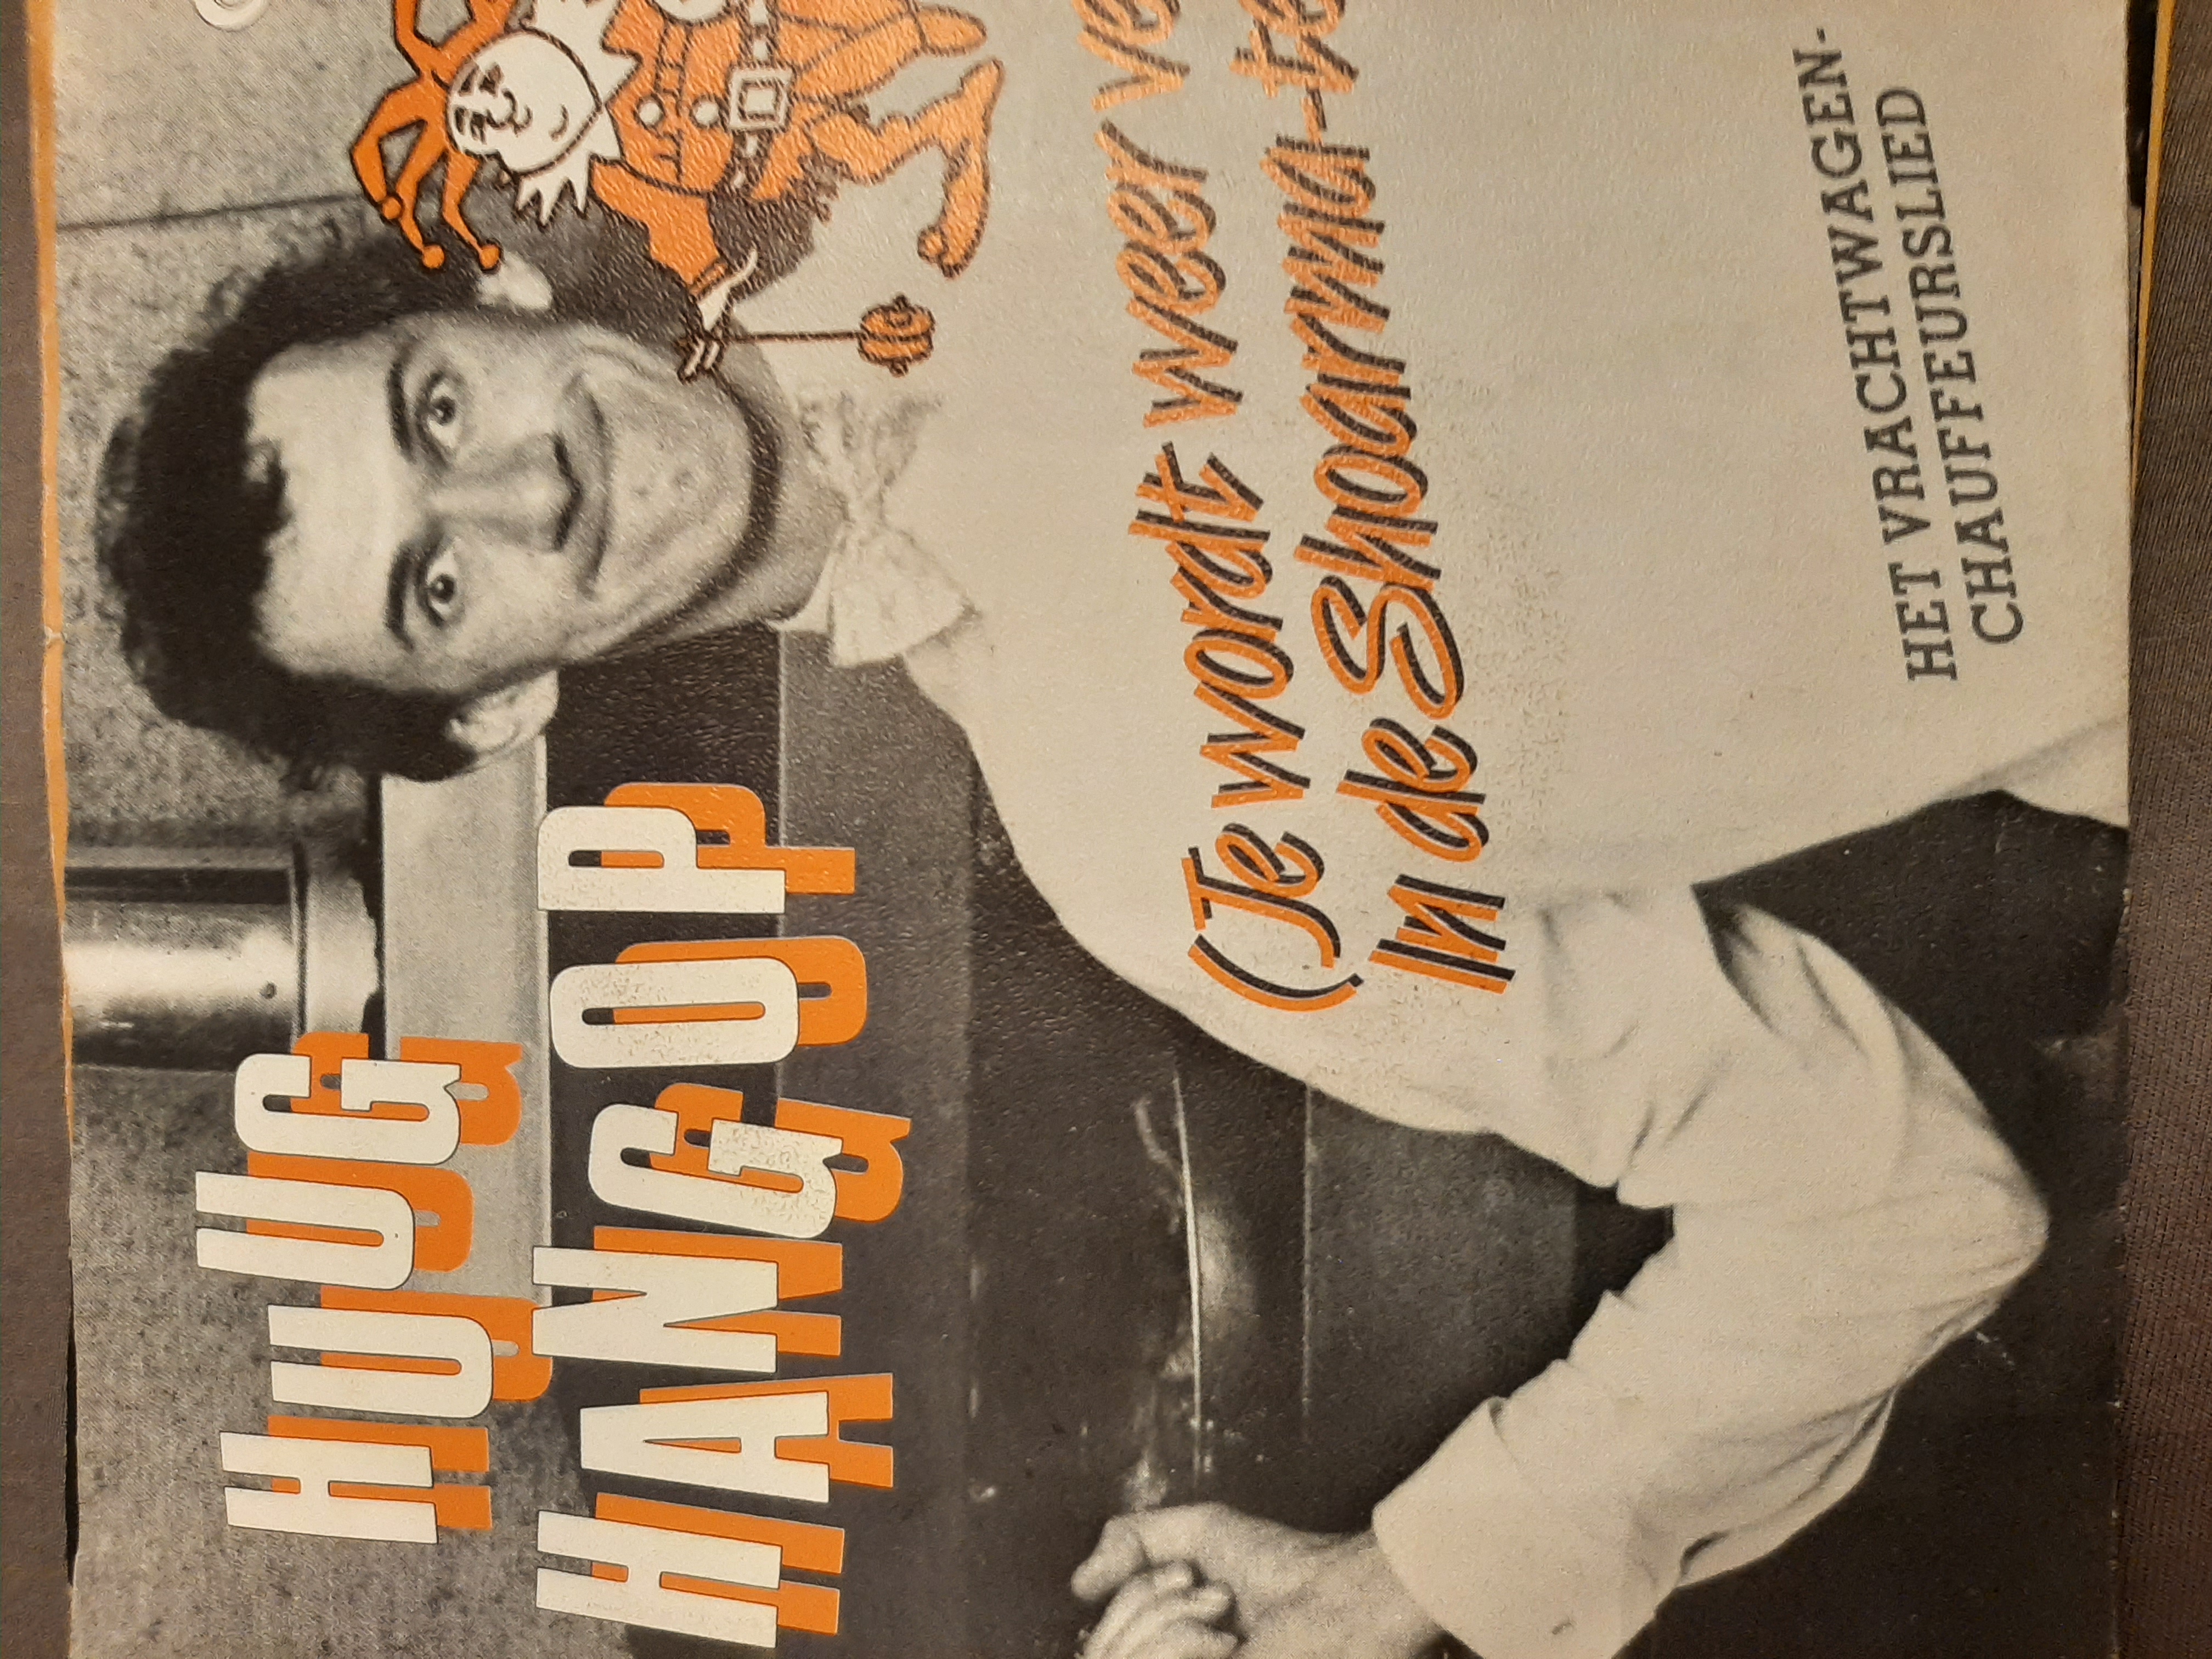 HUUG
HANGOP
(Je wordt weer ve
In de Shoarma-te
HET VRACHTWAGEN-
CHAUFFEURSLIED